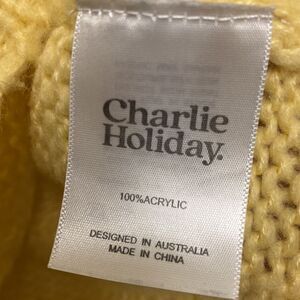 Charlie
Holiday.
100%ACRYLIC
DESIGNED IN AUSTRALIA
MADE IN CHINA